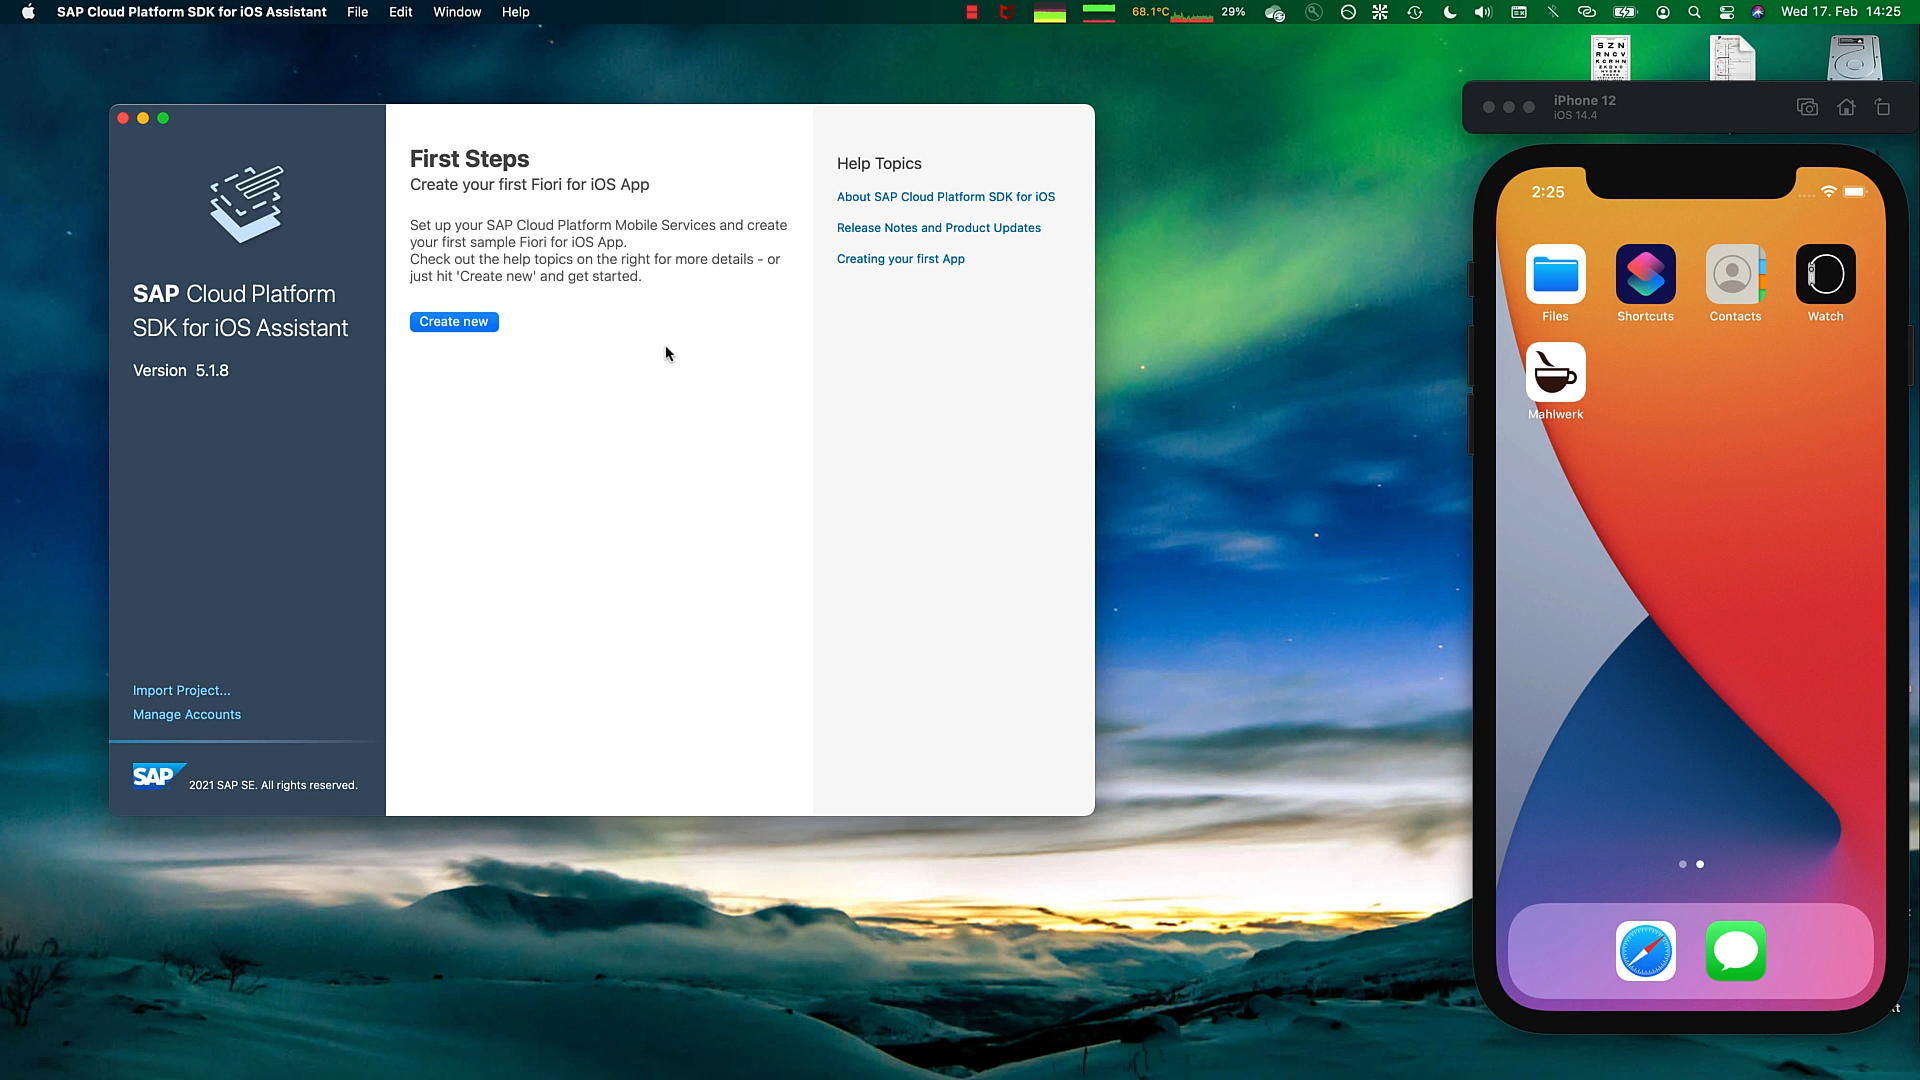 SAP Cloud Platform SDK for iOS Assistant File Edit Window Help
68.1°C 29% Wed 17. Feb 14:25
First Steps
Create your first Fiori for iOS App
Set up your SAP Cloud Platform Mobile Services and create
your first sample Fiori for iOS App.
Check out the help topics on the right for more details - or
just hit 'Create new' and get started.
Create new
SAP Cloud Platform
SDK for iOS Assistant
Version 5.1.8
Import Project...
Manage Accounts
SAP 2021 SAP SE. All rights reserved.
Help Topics
About SAP Cloud Platform SDK for iOS
Release Notes and Product Updates
Creating your first App
S Z N
R N C V
K C R H N
iPhone 12
iOS 14.4
2:25
Files Shortcuts Contacts Watch
Mahlwerk